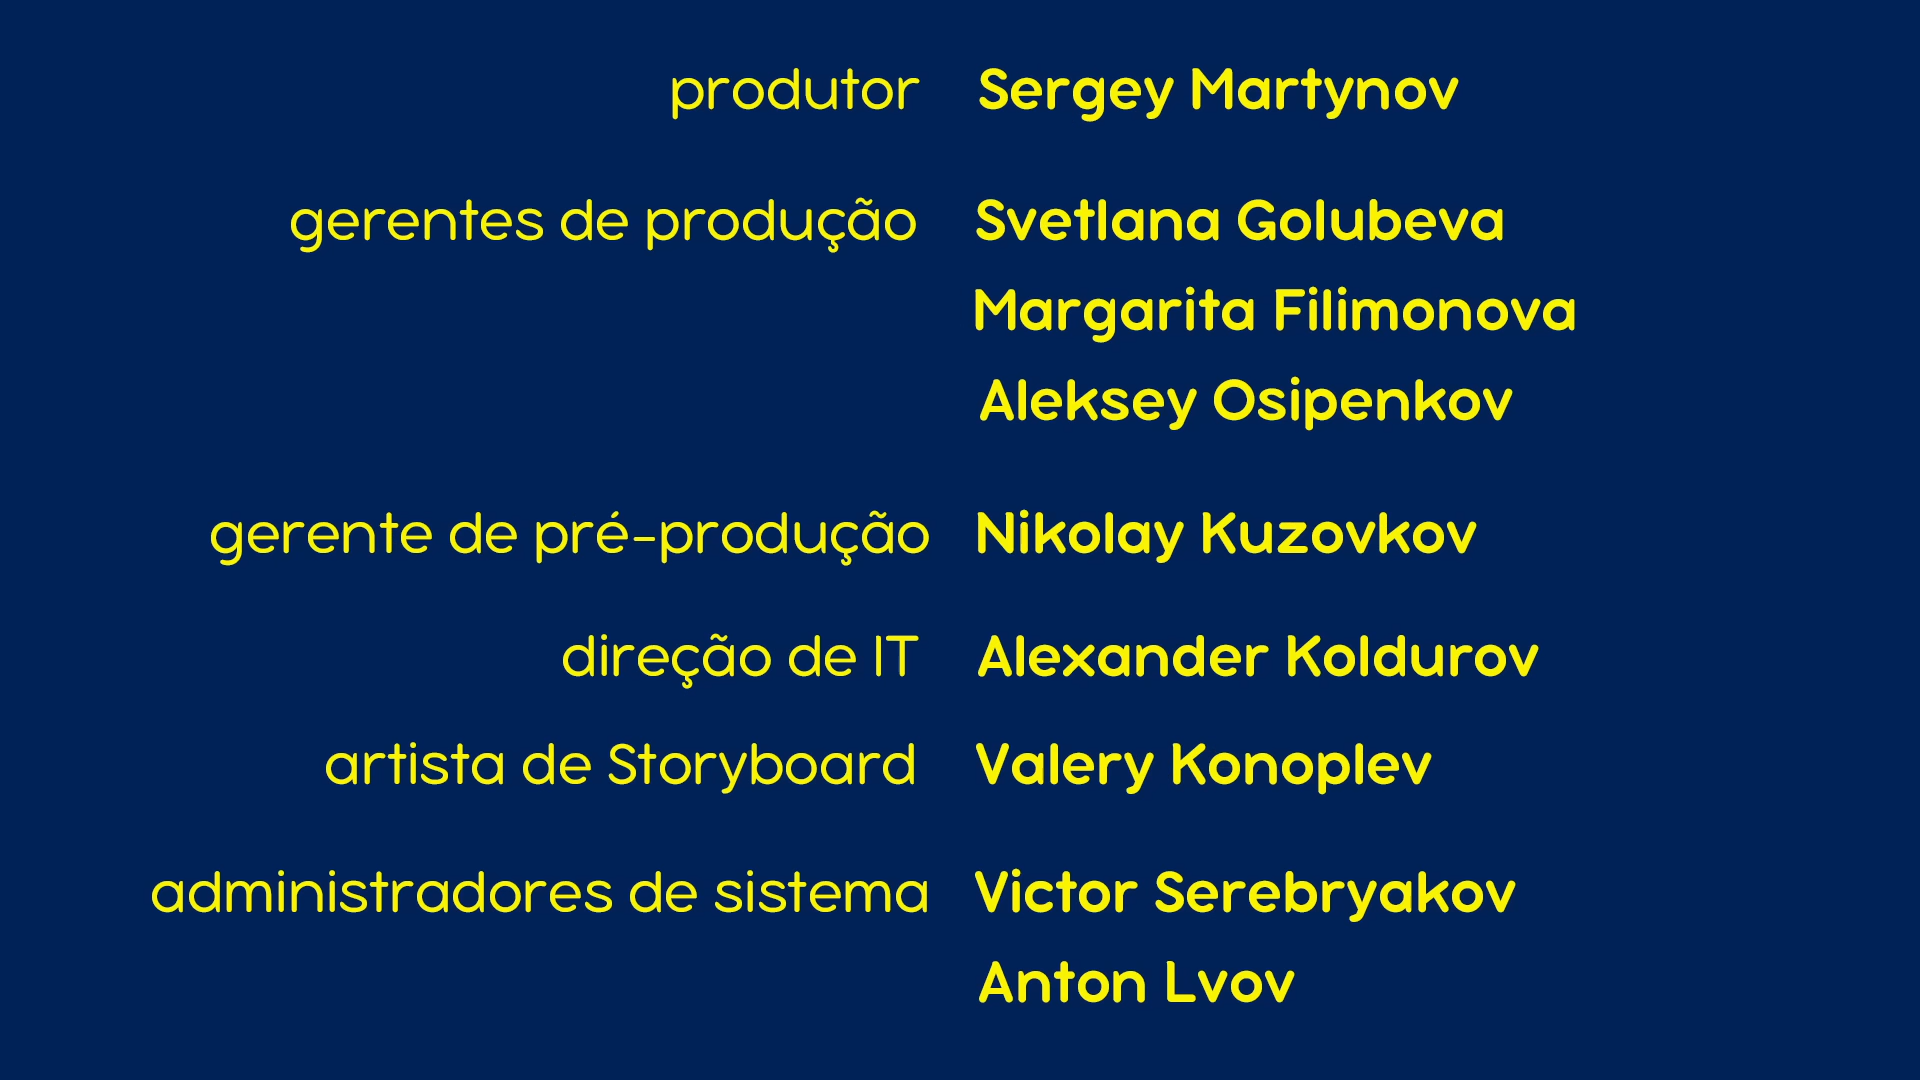 produtor Sergey Martynov
gerentes de produção Svetlana Golubeva
Margarita Filimonova
Aleksey Osipenkov
gerente de pré-produção Nikolay Kuzovkov
direção de IT Alexander Koldurov
artista de Storyboard Valery Konoplev
administradores de sistema Victor Serebryakov
Anton Lvov